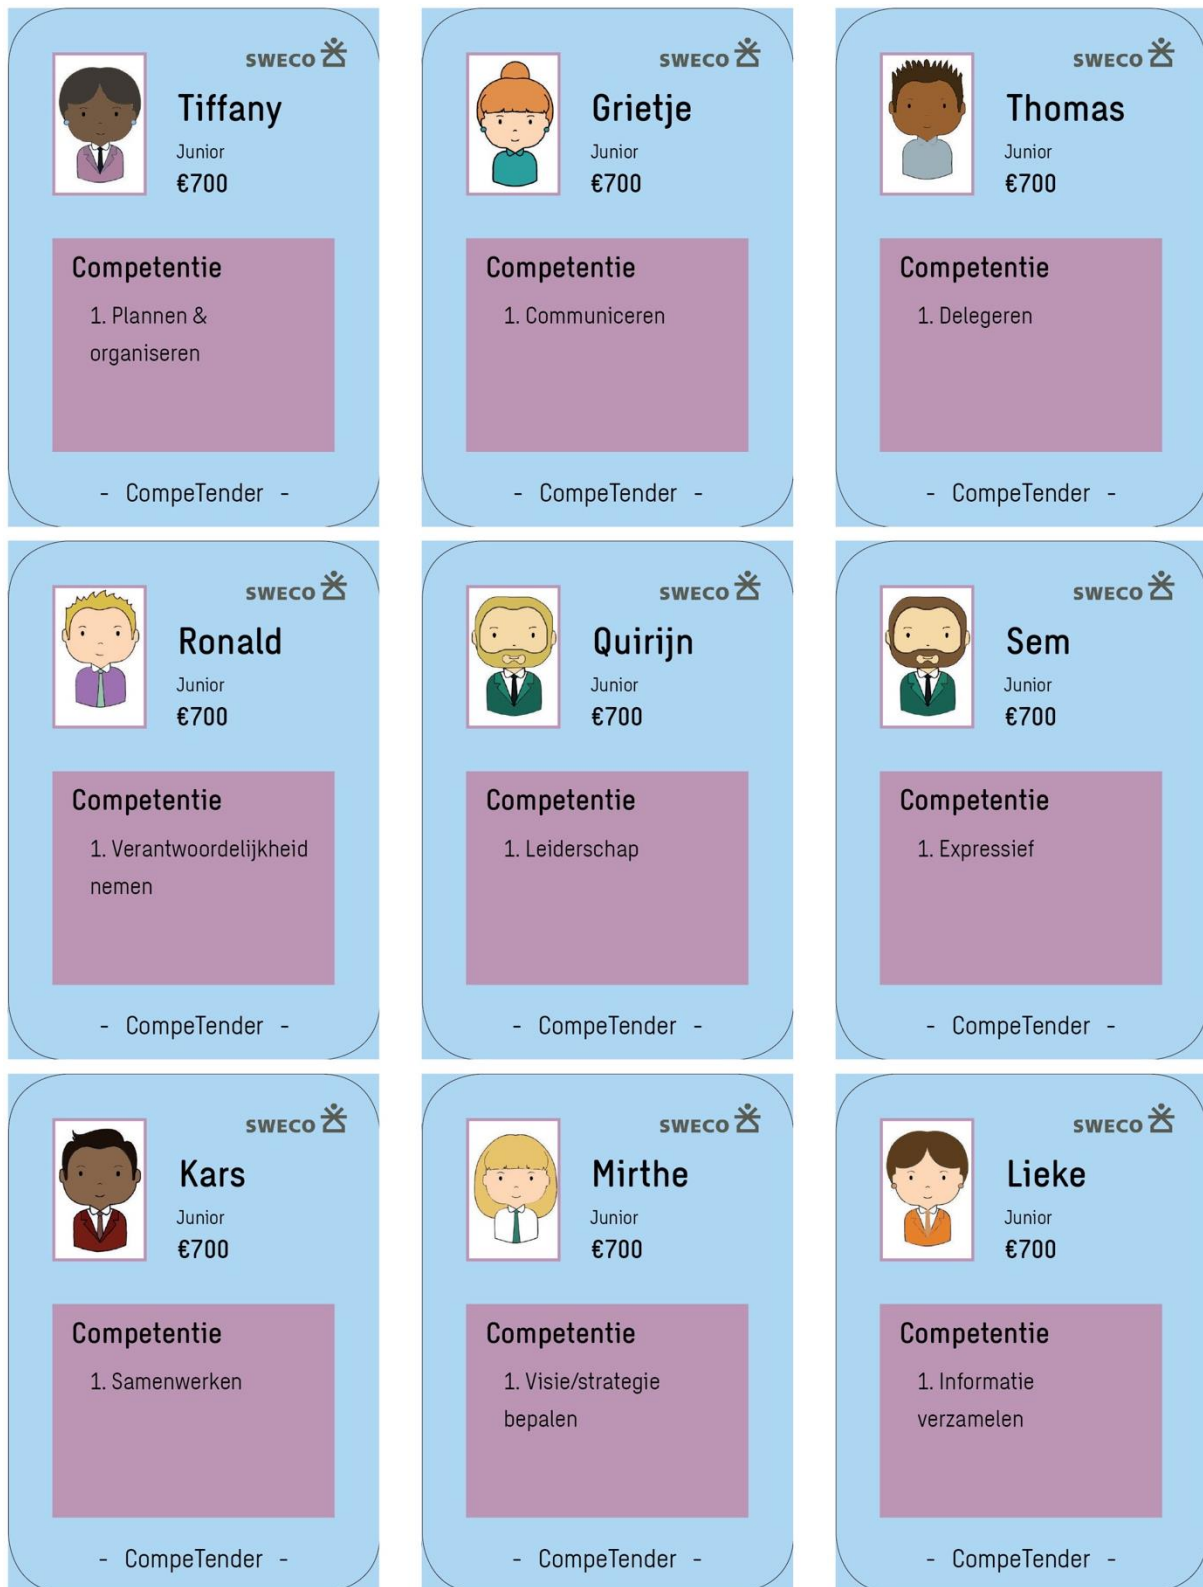 SWECO
Tiffany
Junior
€700
Competentie
1. Plannen &
organiseren
- CompeTender -
SWECO
Grietje
Junior
€700
Competentie
1. Communiceren
- CompeTender -
SWECO
Thomas
Junior
€700
Competentie
1. Delegeren
- CompeTender -
SWECO
Ronald
Junior
€700
Competentie
1. Verantwoordelijkheid
nemen
- CompeTender -
SWECO
Quirijn
Junior
€700
Competentie
1. Leiderschap
- CompeTender -
SWECO
Sem
Junior
€700
Competentie
1. Expressief
- CompeTender -
SWECO
Kars
Junior
€700
Competentie
1. Samenwerken
- CompeTender -
SWECO
Mirthe
Junior
€700
Competentie
1. Visie/strategie
bepalen
- CompeTender -
SWECO
Lieke
Junior
€700
Competentie
1. Informatie
verzamelen
- CompeTender -